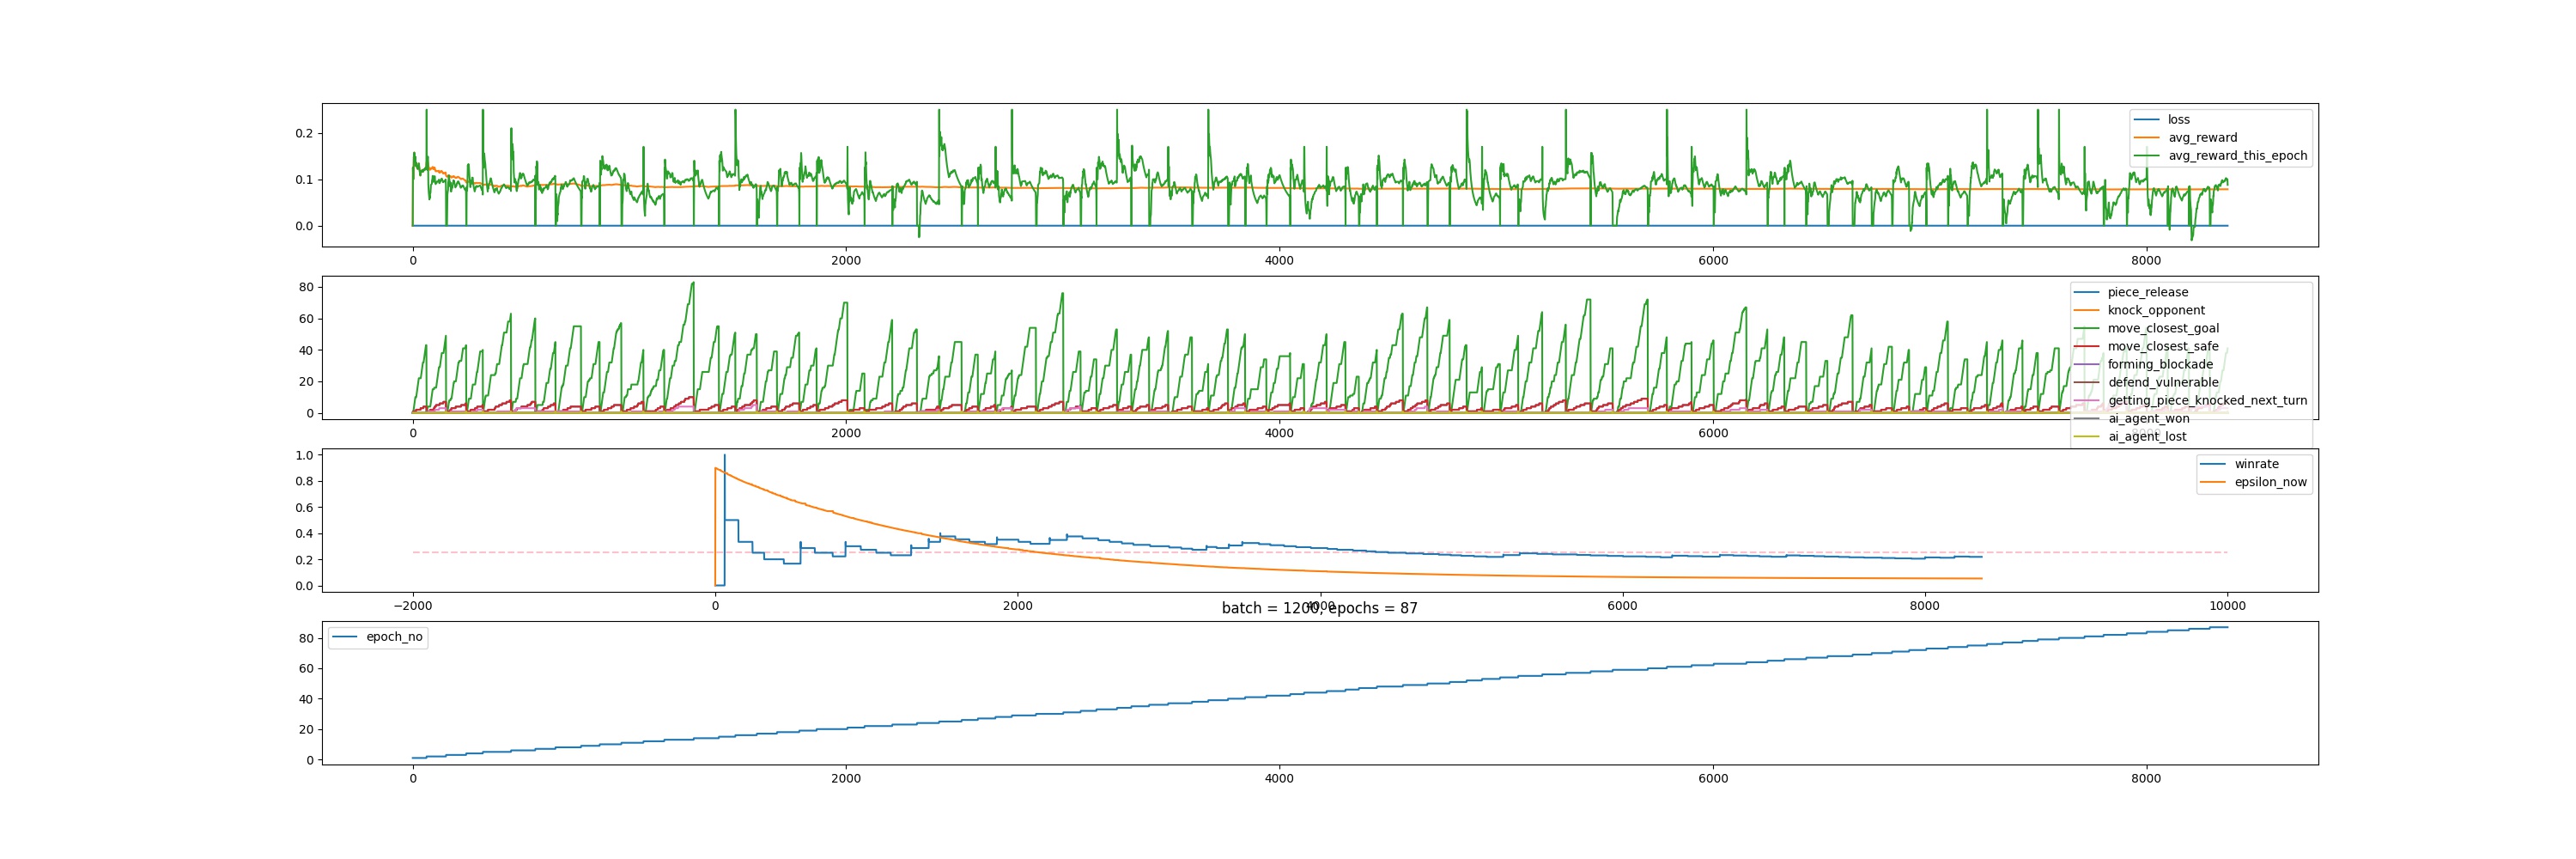 0.2
0.1
0.0
loss
avg_reward
avg_reward_this_epoch
0 2000 4000 6000 8000
80
60
40
20
0
piece_release
knock_opponent
move_closest_goal
move_closest_safe
forming_blockade
defend_vulnerable
getting_piece_knocked_next_turn
ai_agent_won
ai_agent_lost
0 2000 4000 6000 8000
1.0
0.8
0.6
0.4
0.2
0.0
winrate
epsilon_now
−2000 0 2000 4000 6000 8000 10000
batch = 1200, epochs = 87
80
60
40
20
0
epoch_no
0 2000 4000 6000 8000